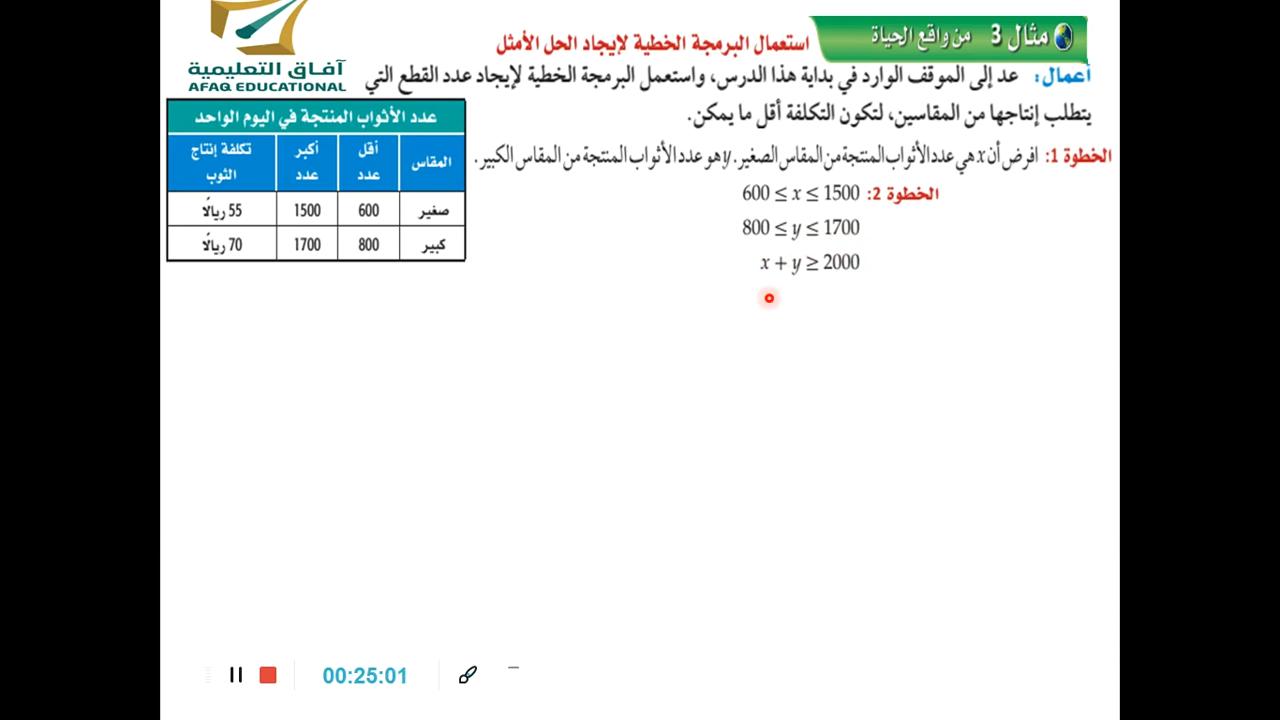 مثال 3 من واقع الحياة
استعمال البرمجة الخطية لإيجاد الحل الأمثل
آفـاق التعليمية
AFAQ EDUCATIONAL
أعمال: عد إلى الموقف الوارد في بداية هذا الدرس، واستعمل البرمجة الخطية لإيجاد عدد القطع التي
يتطلب إنتاجها من المقاسين، لتكون التكلفة أقل ما يمكن.
الخطوة 1: افرض أن x هي عدد الأثواب المنتجة من المقاس الصغير. y هو عدد الأثواب المنتجة من المقاس الكبير.
الخطوة 2: 600 ≤ x ≤ 1500
800 ≤ y ≤ 1700
x + y ≥ 2000
عدد الأثواب المنتجة في اليوم الواحد
المقاس أقل عدد أكبر عدد تكلفة إنتاج الثوب
صغير 600 1500 55 ريالًا
كبير 800 1700 70 ريالًا
00:25:01